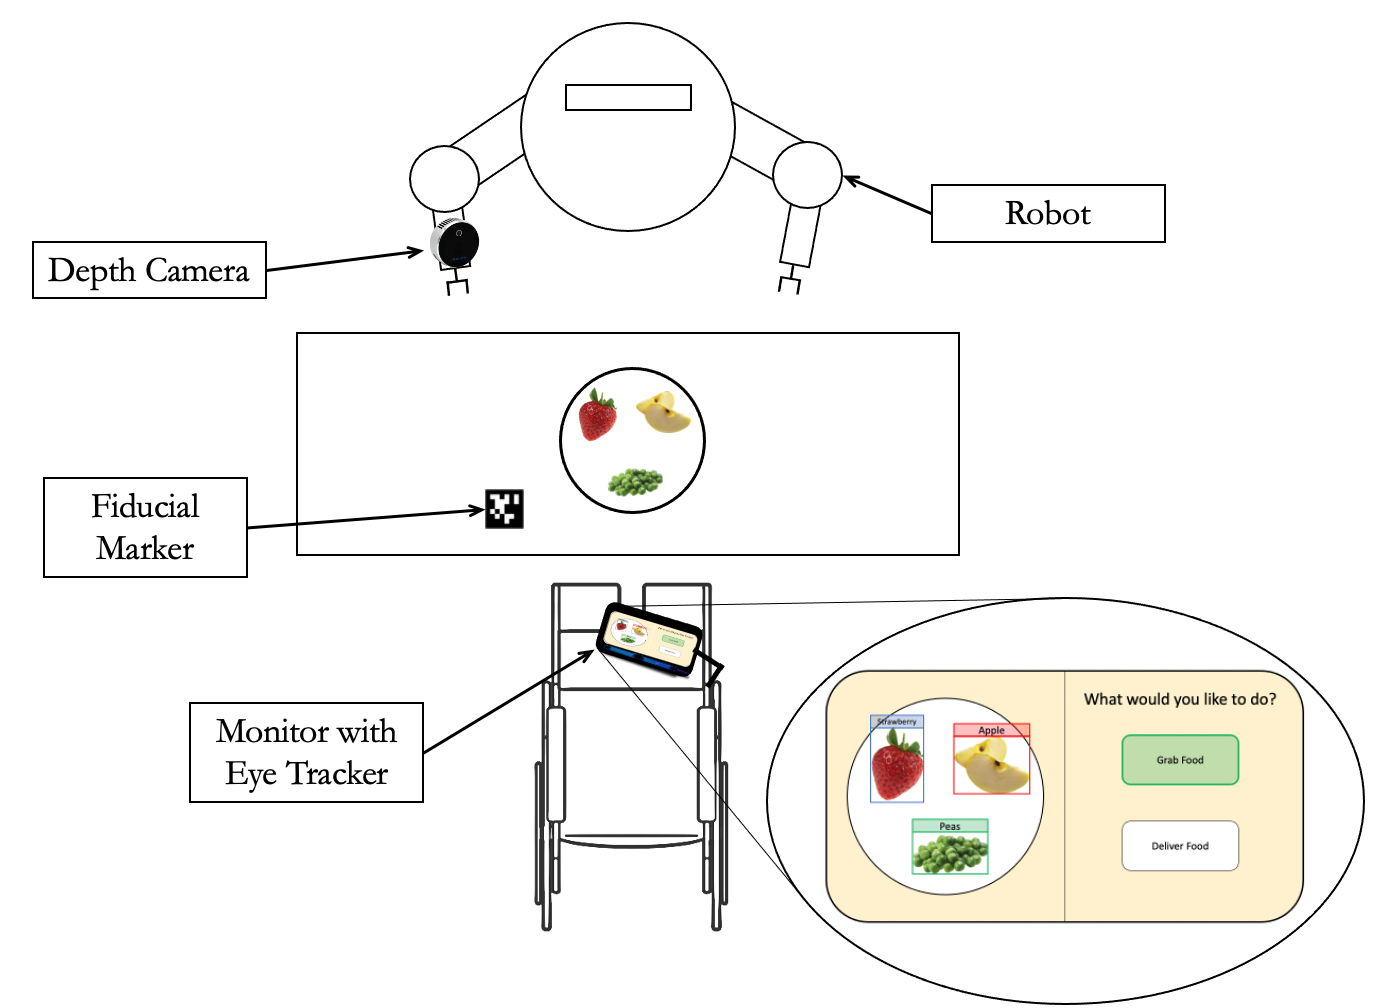 Robot
Depth Camera
Fiducial
Marker
Monitor with
Eye Tracker
What would you like to do?
Strawberry
Apple
Grab Food
Peas
Deliver Food